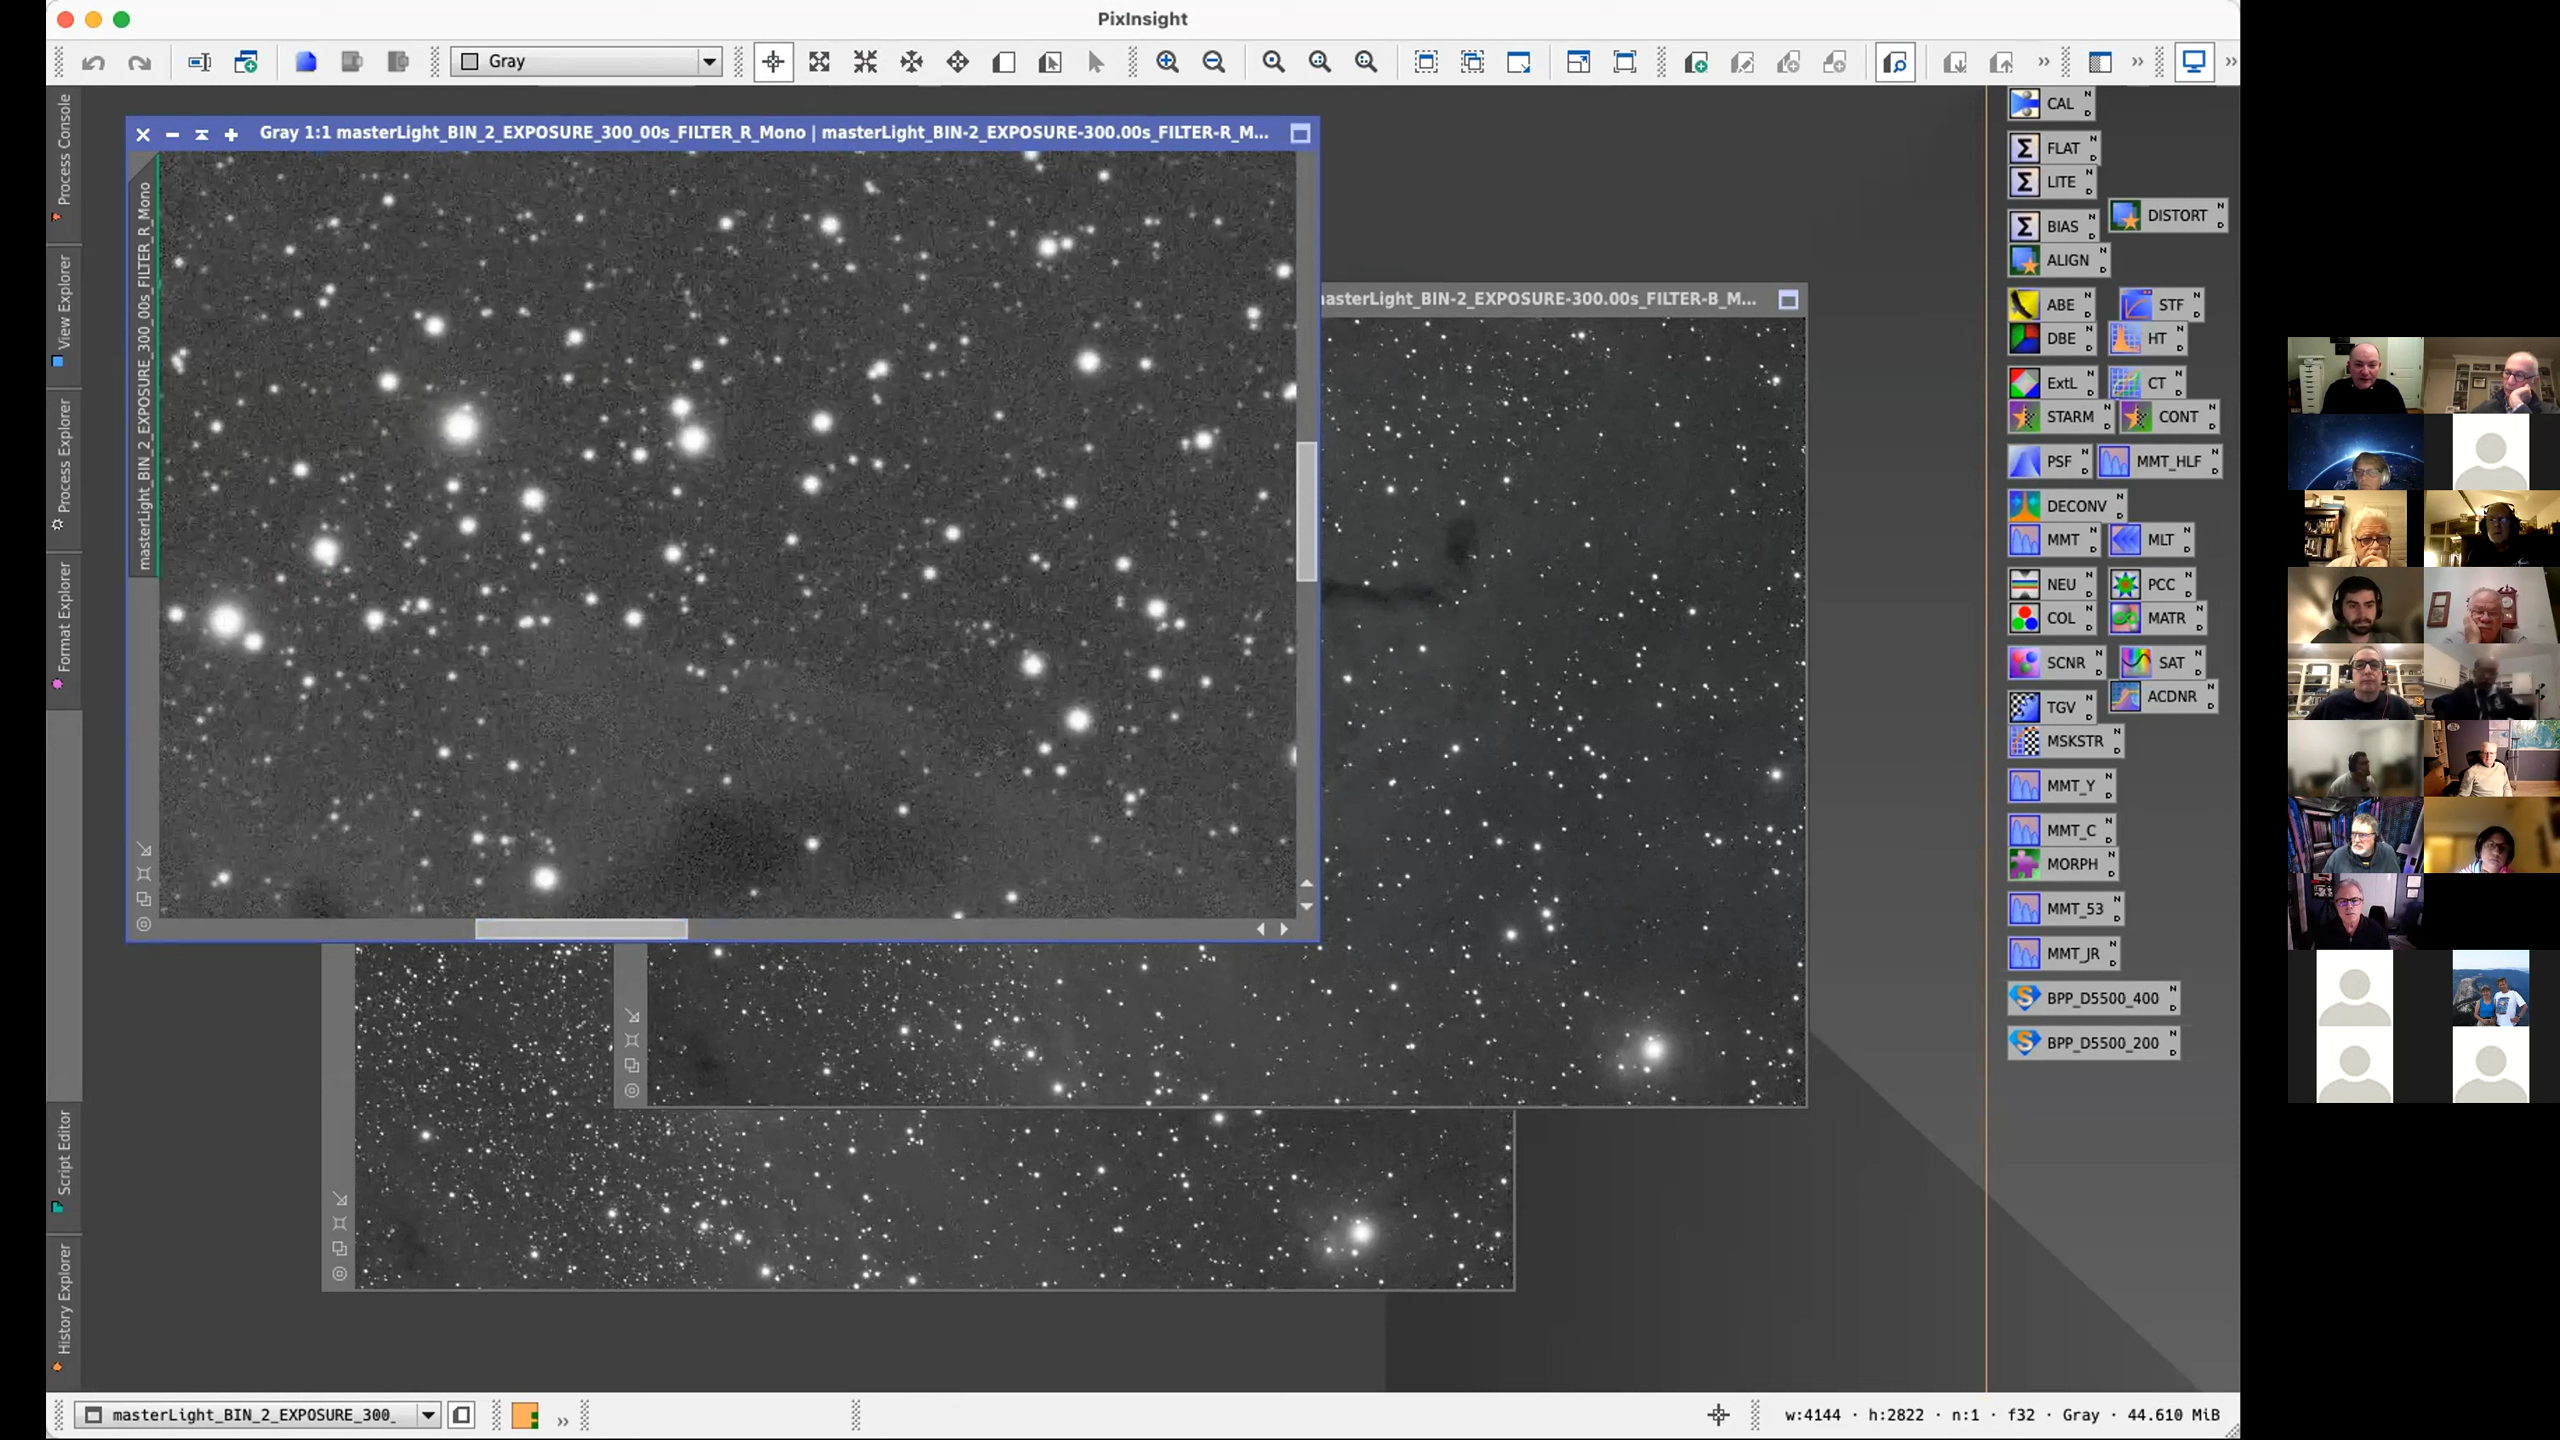 PixInsight
Gray
Process Console
View Explorer
Process Explorer
Format Explorer
Script Editor
History Explorer
Gray 1:1 masterLight_BIN_2_EXPOSURE_300_00s_FILTER_R_Mono | masterLight_BIN-2_EXPOSURE-300.00s_FILTER-R_M...
masterLight_BIN_2_EXPOSURE_300_00s_FILTER_R_Mono
masterLight_BIN-2_EXPOSURE-300.00s_FILTER-B_M...
CAL
FLAT
LITE
DISTORT
BIAS
ALIGN
ABE
STF
DBE
HT
ExtL
CT
STARM
CONT
PSF
MMT_HLF
DECONV
MMT
MLT
NEU
PCC
COL
MATR
SCNR
SAT
ACDNR
TGV
MSKSTR
MMT_Y
MMT_C
MORPH
MMT_53
MMT_JR
BPP_D5500_400
BPP_D5500_200
masterLight_BIN_2_EXPOSURE_300_
w:4144 · h:2822 · n:1 · f32 · Gray · 44.610 MiB